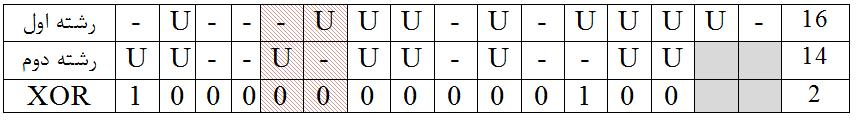 رشته اول - U - - - U U U - U - U U U U - 16
رشته دوم U U - - U - U U - U - - U U 14
XOR 1 0 0 0 0 0 0 0 0 0 0 1 0 0 2